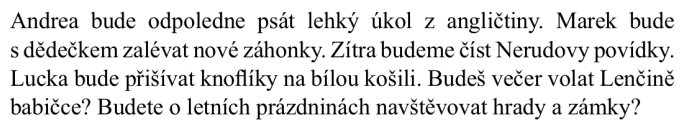 Andrea bude odpoledne psát lehký úkol z angličtiny. Marek bude
s dědečkem zalévat nové záhonky. Zítra budeme číst Nerudovy povídky.
Lucka bude přišívat knoflíky na bílou košili. Budeš večer volat Lenčině
babičce? Budete o letních prázdninách navštěvovat hrady a zámky?